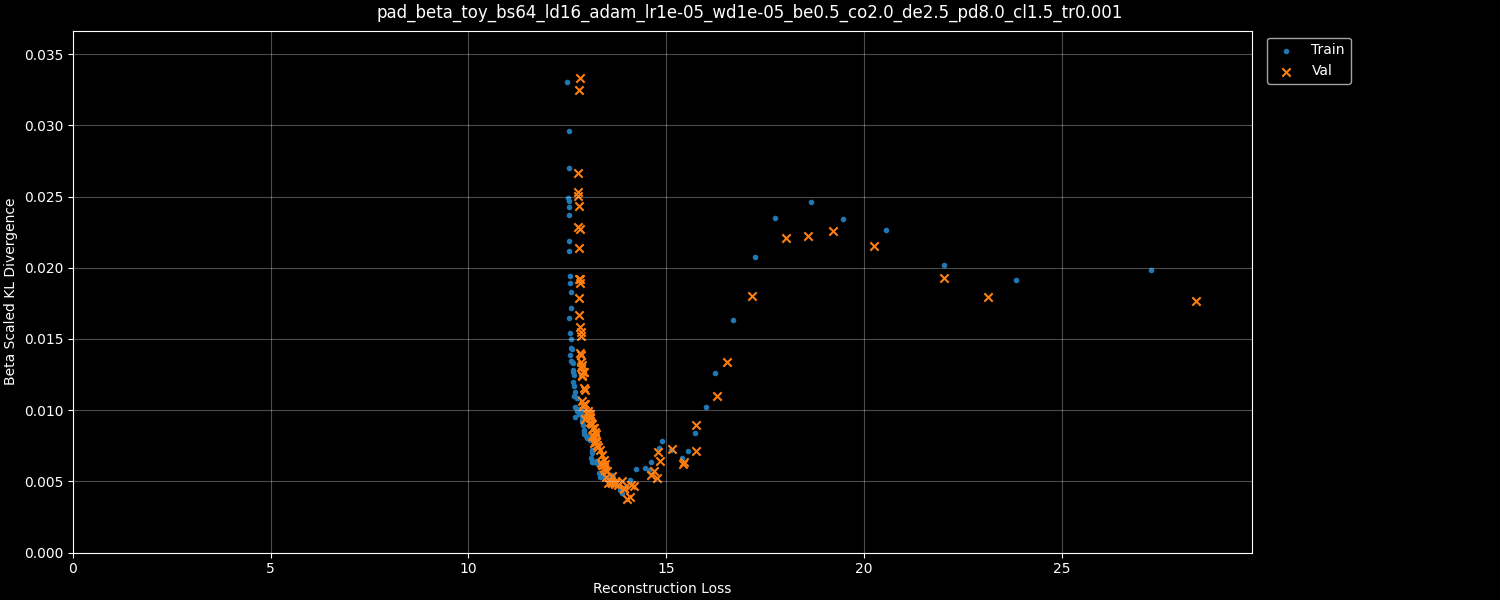 pad_beta_toy_bs64_ld16_adam_lr1e-05_wd1e-05_be0.5_co2.0_de2.5_pd8.0_cl1.5_tr0.001
Train
Val
0.035
0.030
0.025
0.020
0.015
0.010
0.005
0.000
Beta Scaled KL Divergence
0
5
10
15
20
25
Reconstruction Loss